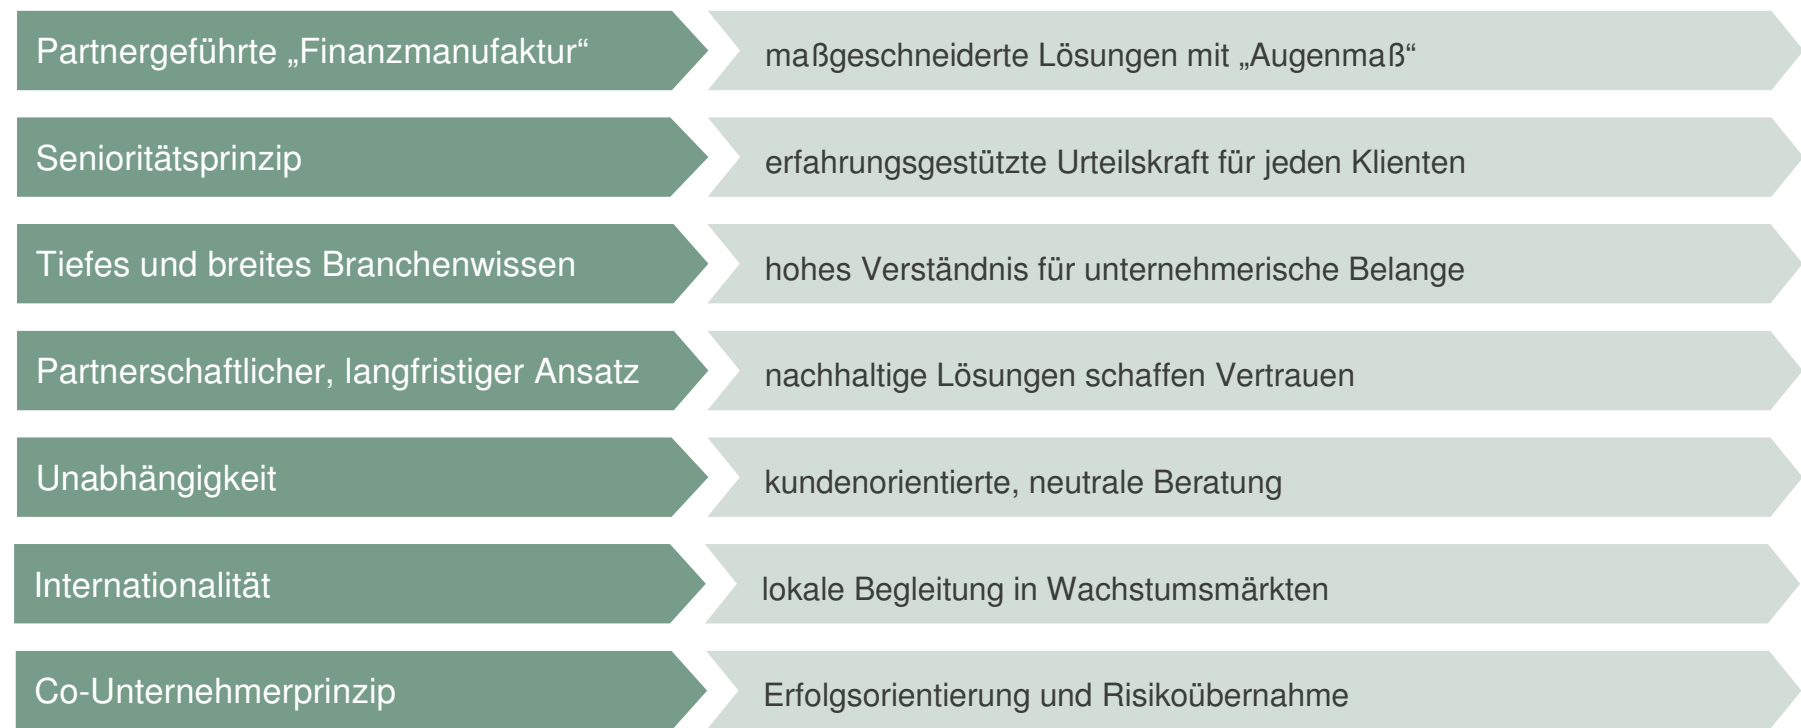 Partnergeführte „Finanzmanufaktur“
maßgeschneiderte Lösungen mit „Augenmaß“
Senioritätsprinzip
erfahrungsgestützte Urteilskraft für jeden Klienten
Tiefes und breites Branchenwissen
hohes Verständnis für unternehmerische Belange
Partnerschaftlicher, langfristiger Ansatz
nachhaltige Lösungen schaffen Vertrauen
Unabhängigkeit
kundenorientierte, neutrale Beratung
Internationalität
lokale Begleitung in Wachstumsmärkten
Co-Unternehmerprinzip
Erfolgsorientierung und Risikoübernahme